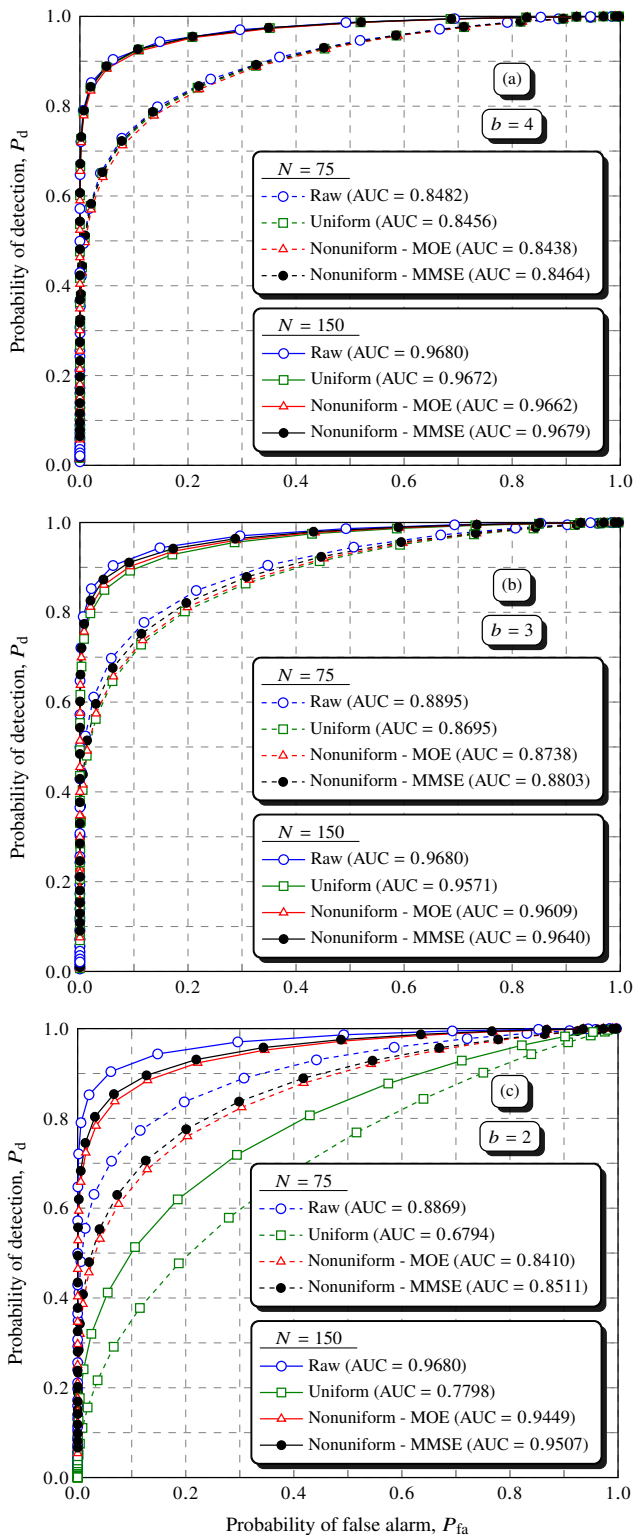 1.0
0.8
0.6
0.4
0.2
0.0
Probability of detection, Pd
(a)
b = 4
N = 75
Raw (AUC = 0.8482)
Uniform (AUC = 0.8456)
Nonuniform - MOE (AUC = 0.8438)
Nonuniform - MMSE (AUC = 0.8464)
N = 150
Raw (AUC = 0.9680)
Uniform (AUC = 0.9672)
Nonuniform - MOE (AUC = 0.9662)
Nonuniform - MMSE (AUC = 0.9679)
0.0 0.2 0.4 0.6 0.8 1.0
1.0
0.8
0.6
0.4
0.2
0.0
Probability of detection, Pd
(b)
b = 3
N = 75
Raw (AUC = 0.8895)
Uniform (AUC = 0.8695)
Nonuniform - MOE (AUC = 0.8738)
Nonuniform - MMSE (AUC = 0.8803)
N = 150
Raw (AUC = 0.9680)
Uniform (AUC = 0.9571)
Nonuniform - MOE (AUC = 0.9609)
Nonuniform - MMSE (AUC = 0.9640)
0.0 0.2 0.4 0.6 0.8 1.0
1.0
0.8
0.6
0.4
0.2
0.0
Probability of detection, Pd
(c)
b = 2
N = 75
Raw (AUC = 0.8869)
Uniform (AUC = 0.6794)
Nonuniform - MOE (AUC = 0.8410)
Nonuniform - MMSE (AUC = 0.8511)
N = 150
Raw (AUC = 0.9680)
Uniform (AUC = 0.7798)
Nonuniform - MOE (AUC = 0.9449)
Nonuniform - MMSE (AUC = 0.9507)
0.0 0.2 0.4 0.6 0.8 1.0
Probability of false alarm, Pfa